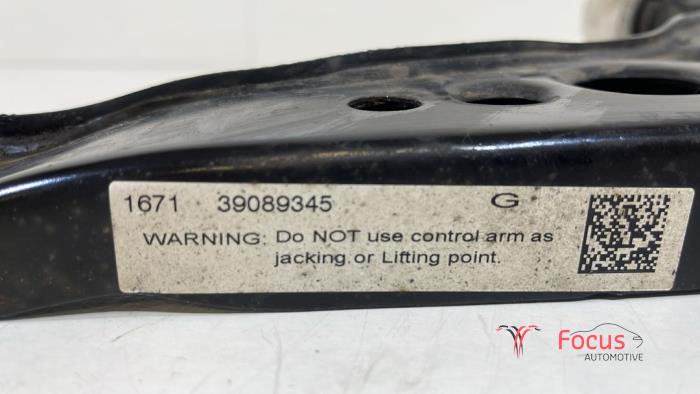 1671 39089345 G
WARNING: Do NOT use control arm as
jacking or Lifting point.
Focus
AUTOMOTIVE